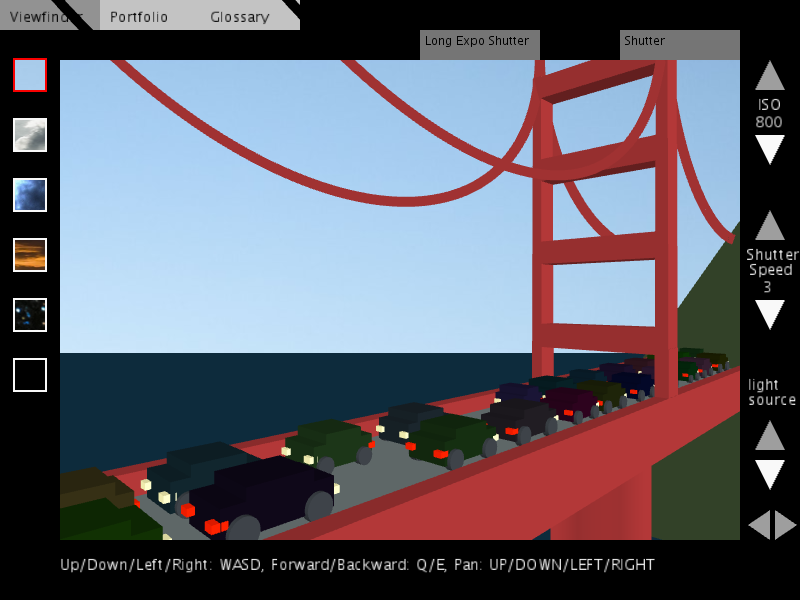 Viewfinder Portfolio Glossary
Long Expo Shutter
Shutter
ISO
800
Shutter
Speed
3
light
source
Up/Down/Left/Right: WASD, Forward/Backward: Q/E, Pan: UP/DOWN/LEFT/RIGHT